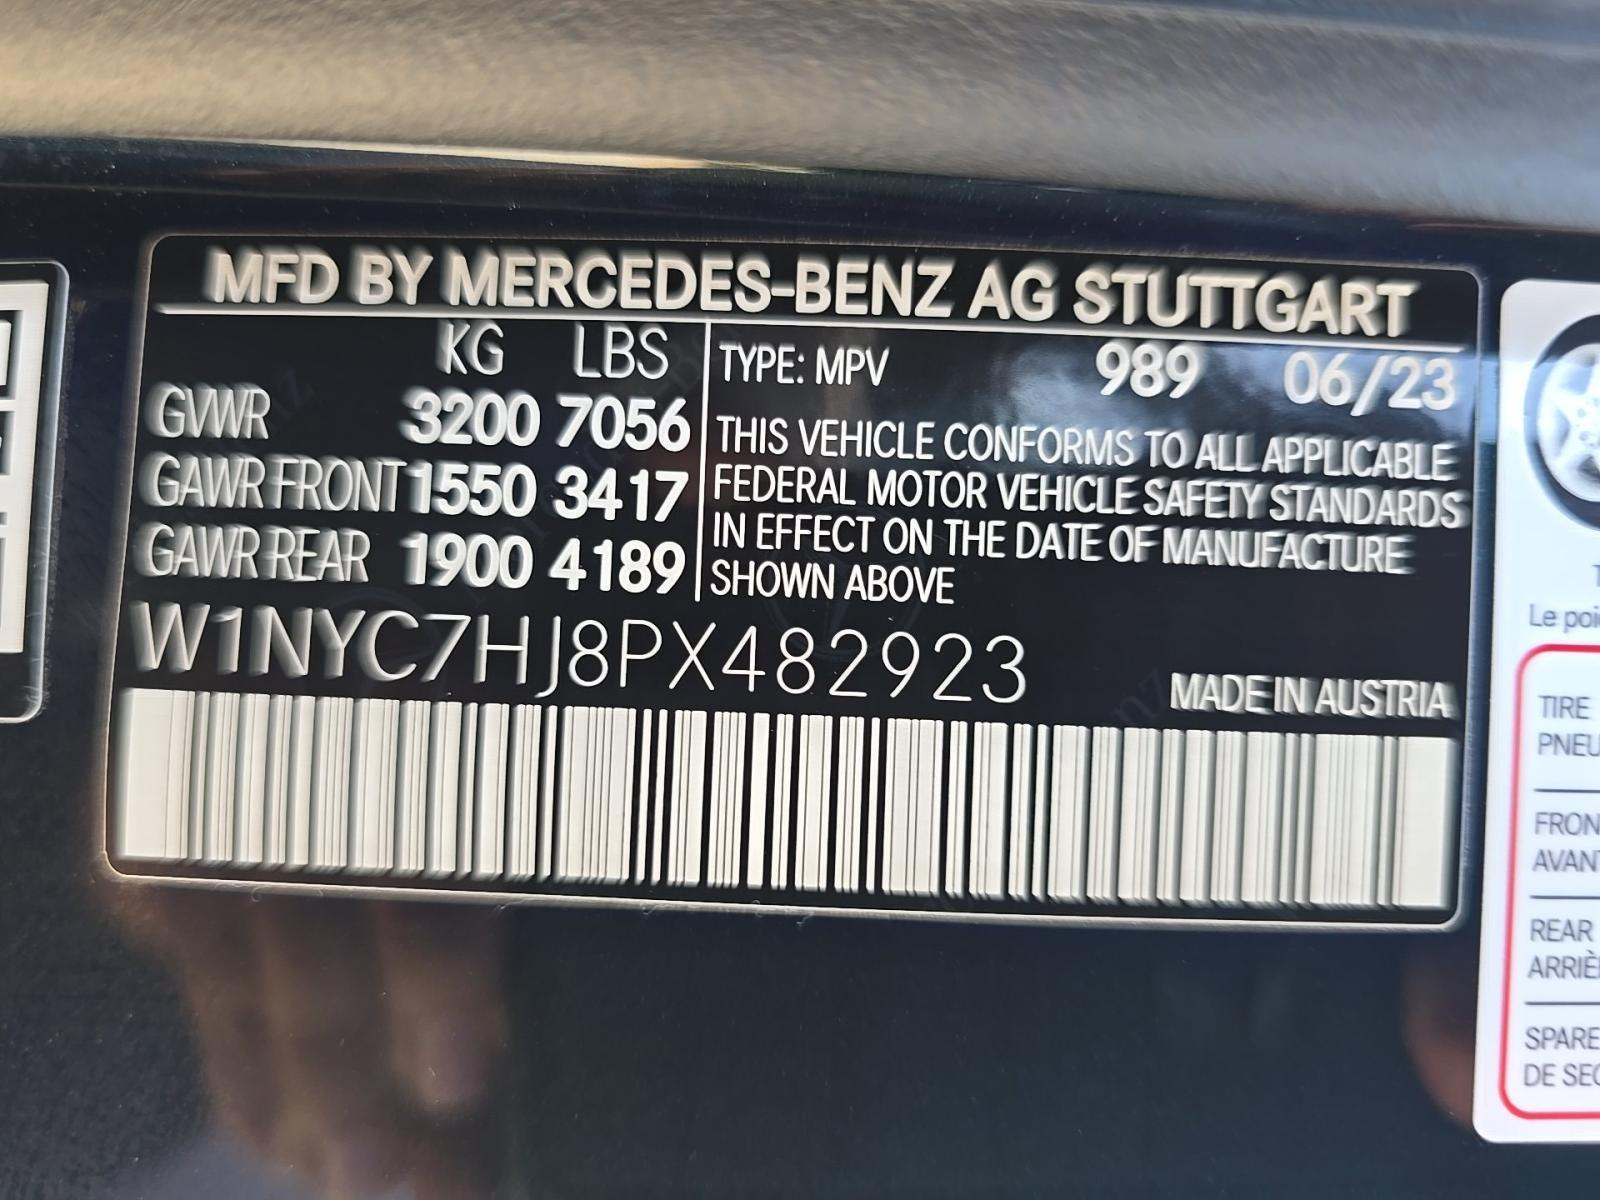 MFD BY MERCEDES-BENZ AG STUTTGART
KG LBS
GVWR 3200 7056
GAWR FRONT 1550 3417
GAWR REAR 1900 4189
TYPE: MPV 989 06/23
THIS VEHICLE CONFORMS TO ALL APPLICABLE
FEDERAL MOTOR VEHICLE SAFETY STANDARDS
IN EFFECT ON THE DATE OF MANUFACTURE
SHOWN ABOVE
W1NYC7HJ8PX482923
MADE IN AUSTRIA
Le
TIRE
PNEU
FRON
AVANT
REAR
ARRIÈ
SPARE
DE SEC